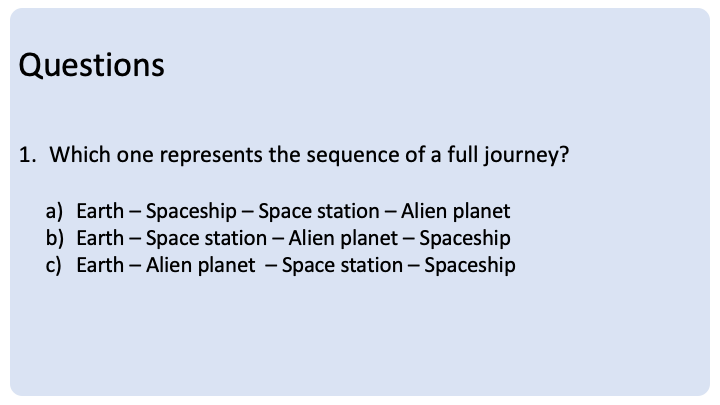 Questions
1. Which one represents the sequence of a full journey?
a) Earth – Spaceship – Space station – Alien planet
b) Earth – Space station – Alien planet – Spaceship
c) Earth – Alien planet – Space station – Spaceship